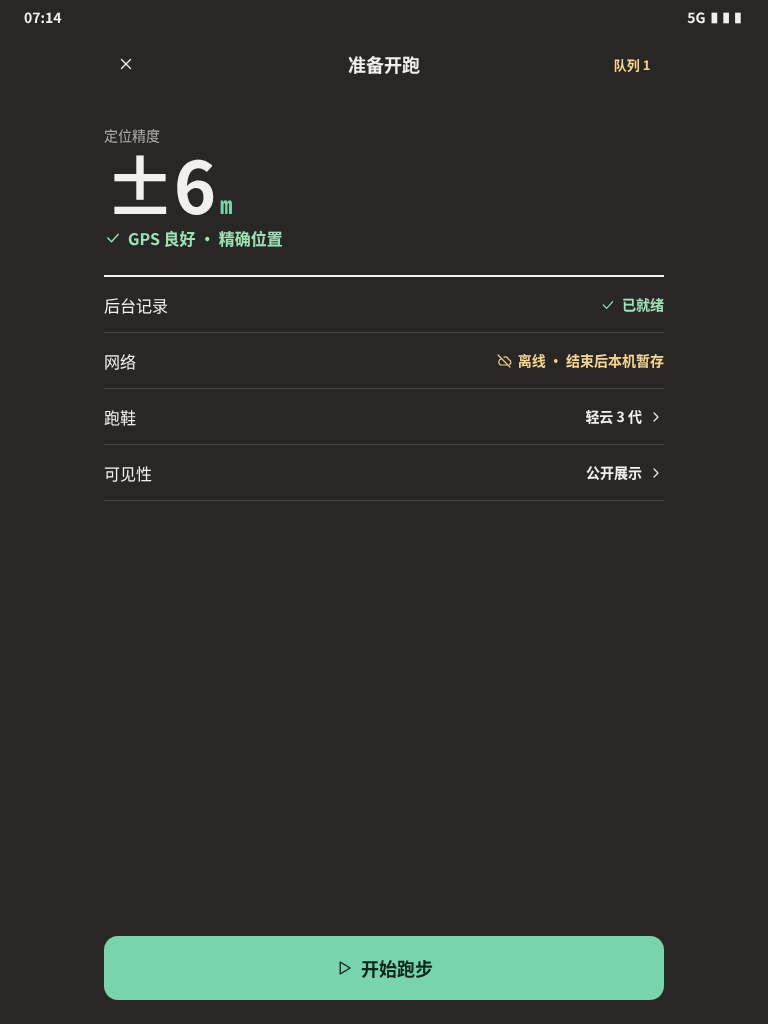 07:14 5G
准备开跑 队列 1
定位精度
±6m
GPS 良好 · 精确位置
后台记录 已就绪
网络 离线 · 结束后本机暂存
跑鞋 轻云 3 代
可见性 公开展示
开始跑步